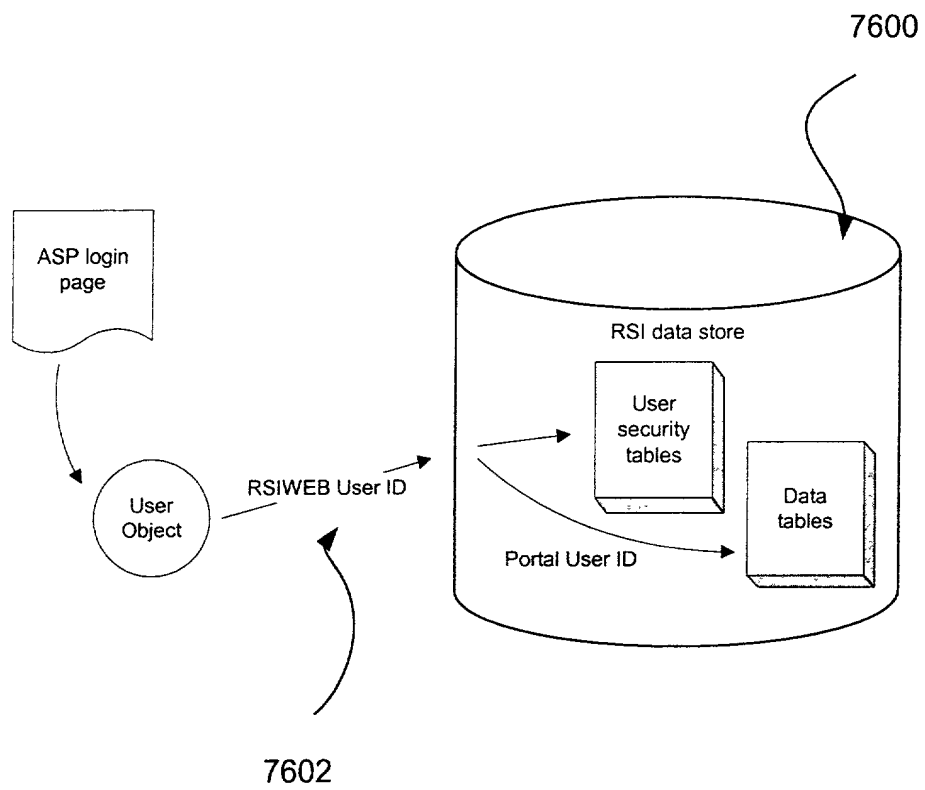 7600
ASP login
page
RSI data store
User
security
tables
RSIWEB User ID
User
Object
Data
tables
Portal User ID
7602